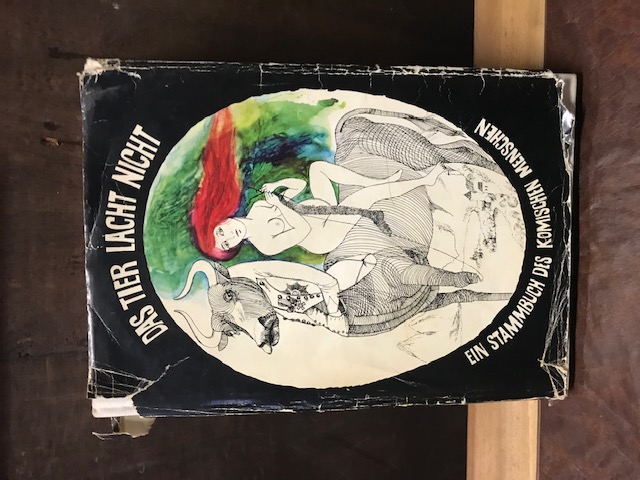 DAS TIER LACHT NICHT
EIN STAMMBUCH DES KOMISCHEN MENSCHEN